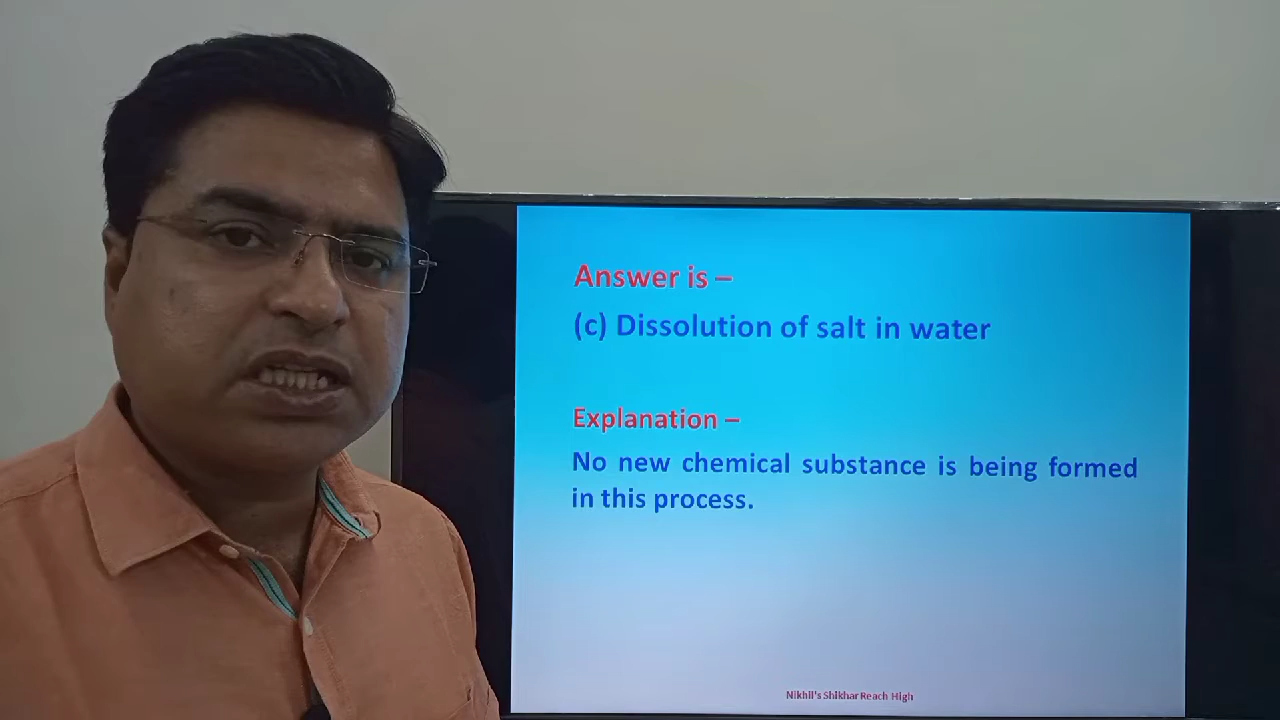 Answer is –
(c) Dissolution of salt in water
Explanation –
No new chemical substance is being formed
in this process.
Nikhil's Shikhar Reach High